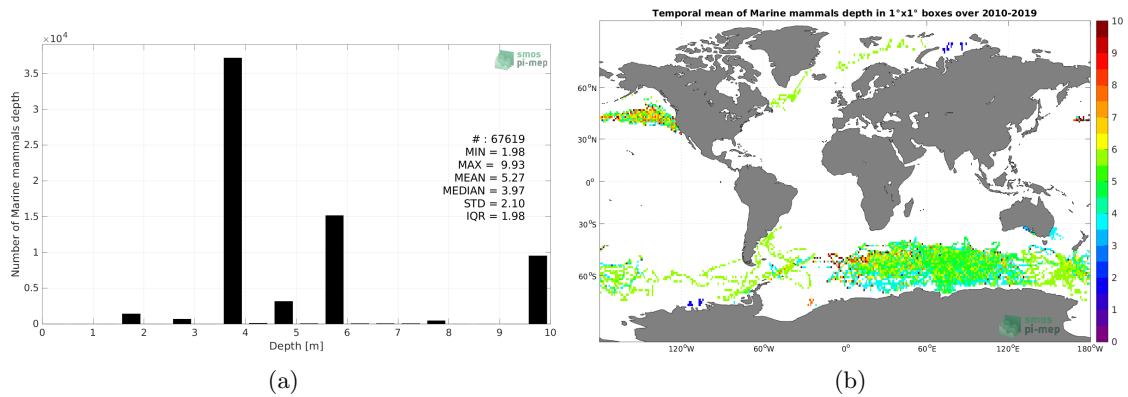 ×10⁴
3.5
3
2.5
2
1.5
1
0.5
0
0 1 2 3 4 5 6 7 8 9 10
Depth [m]
Number of Marine mammals depth
smos
pi-mep
# : 67619
MIN = 1.98
MAX = 9.93
MEAN = 5.27
MEDIAN = 3.97
STD = 2.10
IQR = 1.98
(a)
Temporal mean of Marine mammals depth in 1°x1° boxes over 2010-2019
60°N
30°N
0°
30°S
60°S
120°W 60°W 0° 60°E 120°E 180°W
smos
pi-mep
10
9
8
7
6
5
4
3
2
1
0
(b)